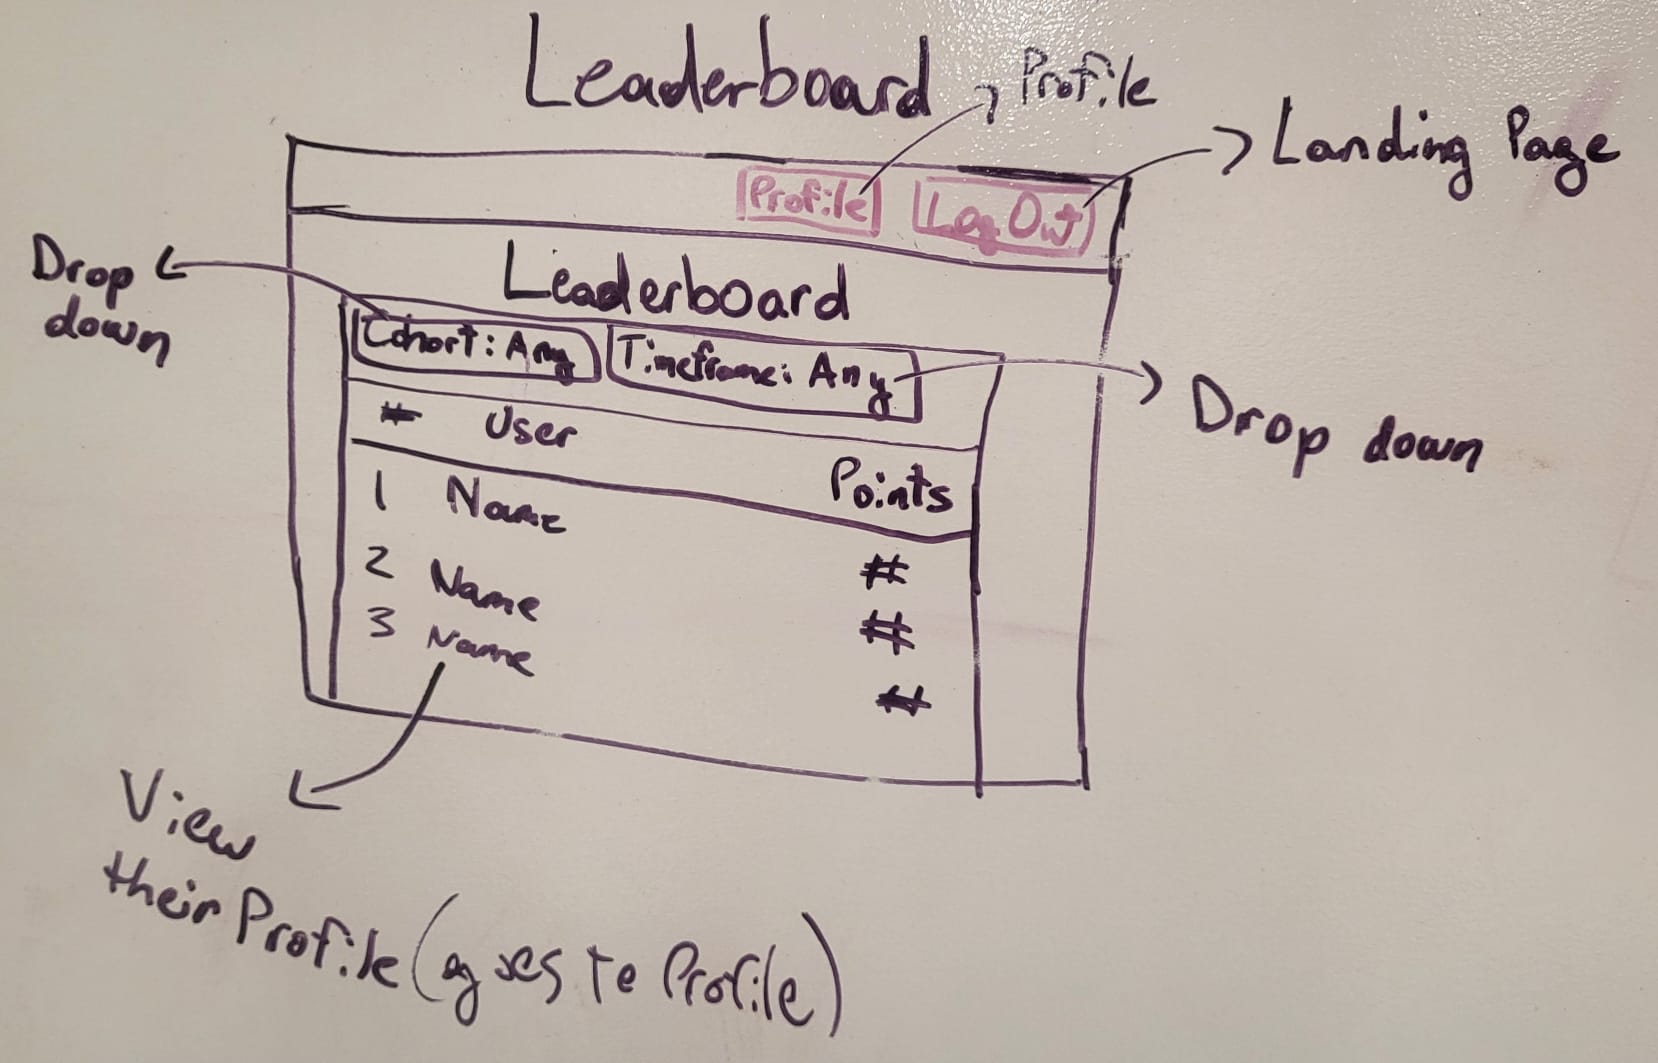 Leaderboard
Profile
Landing Page
Profile
Log Out
Leaderboard
Drop
down
Cohort: Any
Timeframe: Any
Drop down
# User Points
1 Name #
2 Name #
3 Name #
View
their Profile (goes to Profile)